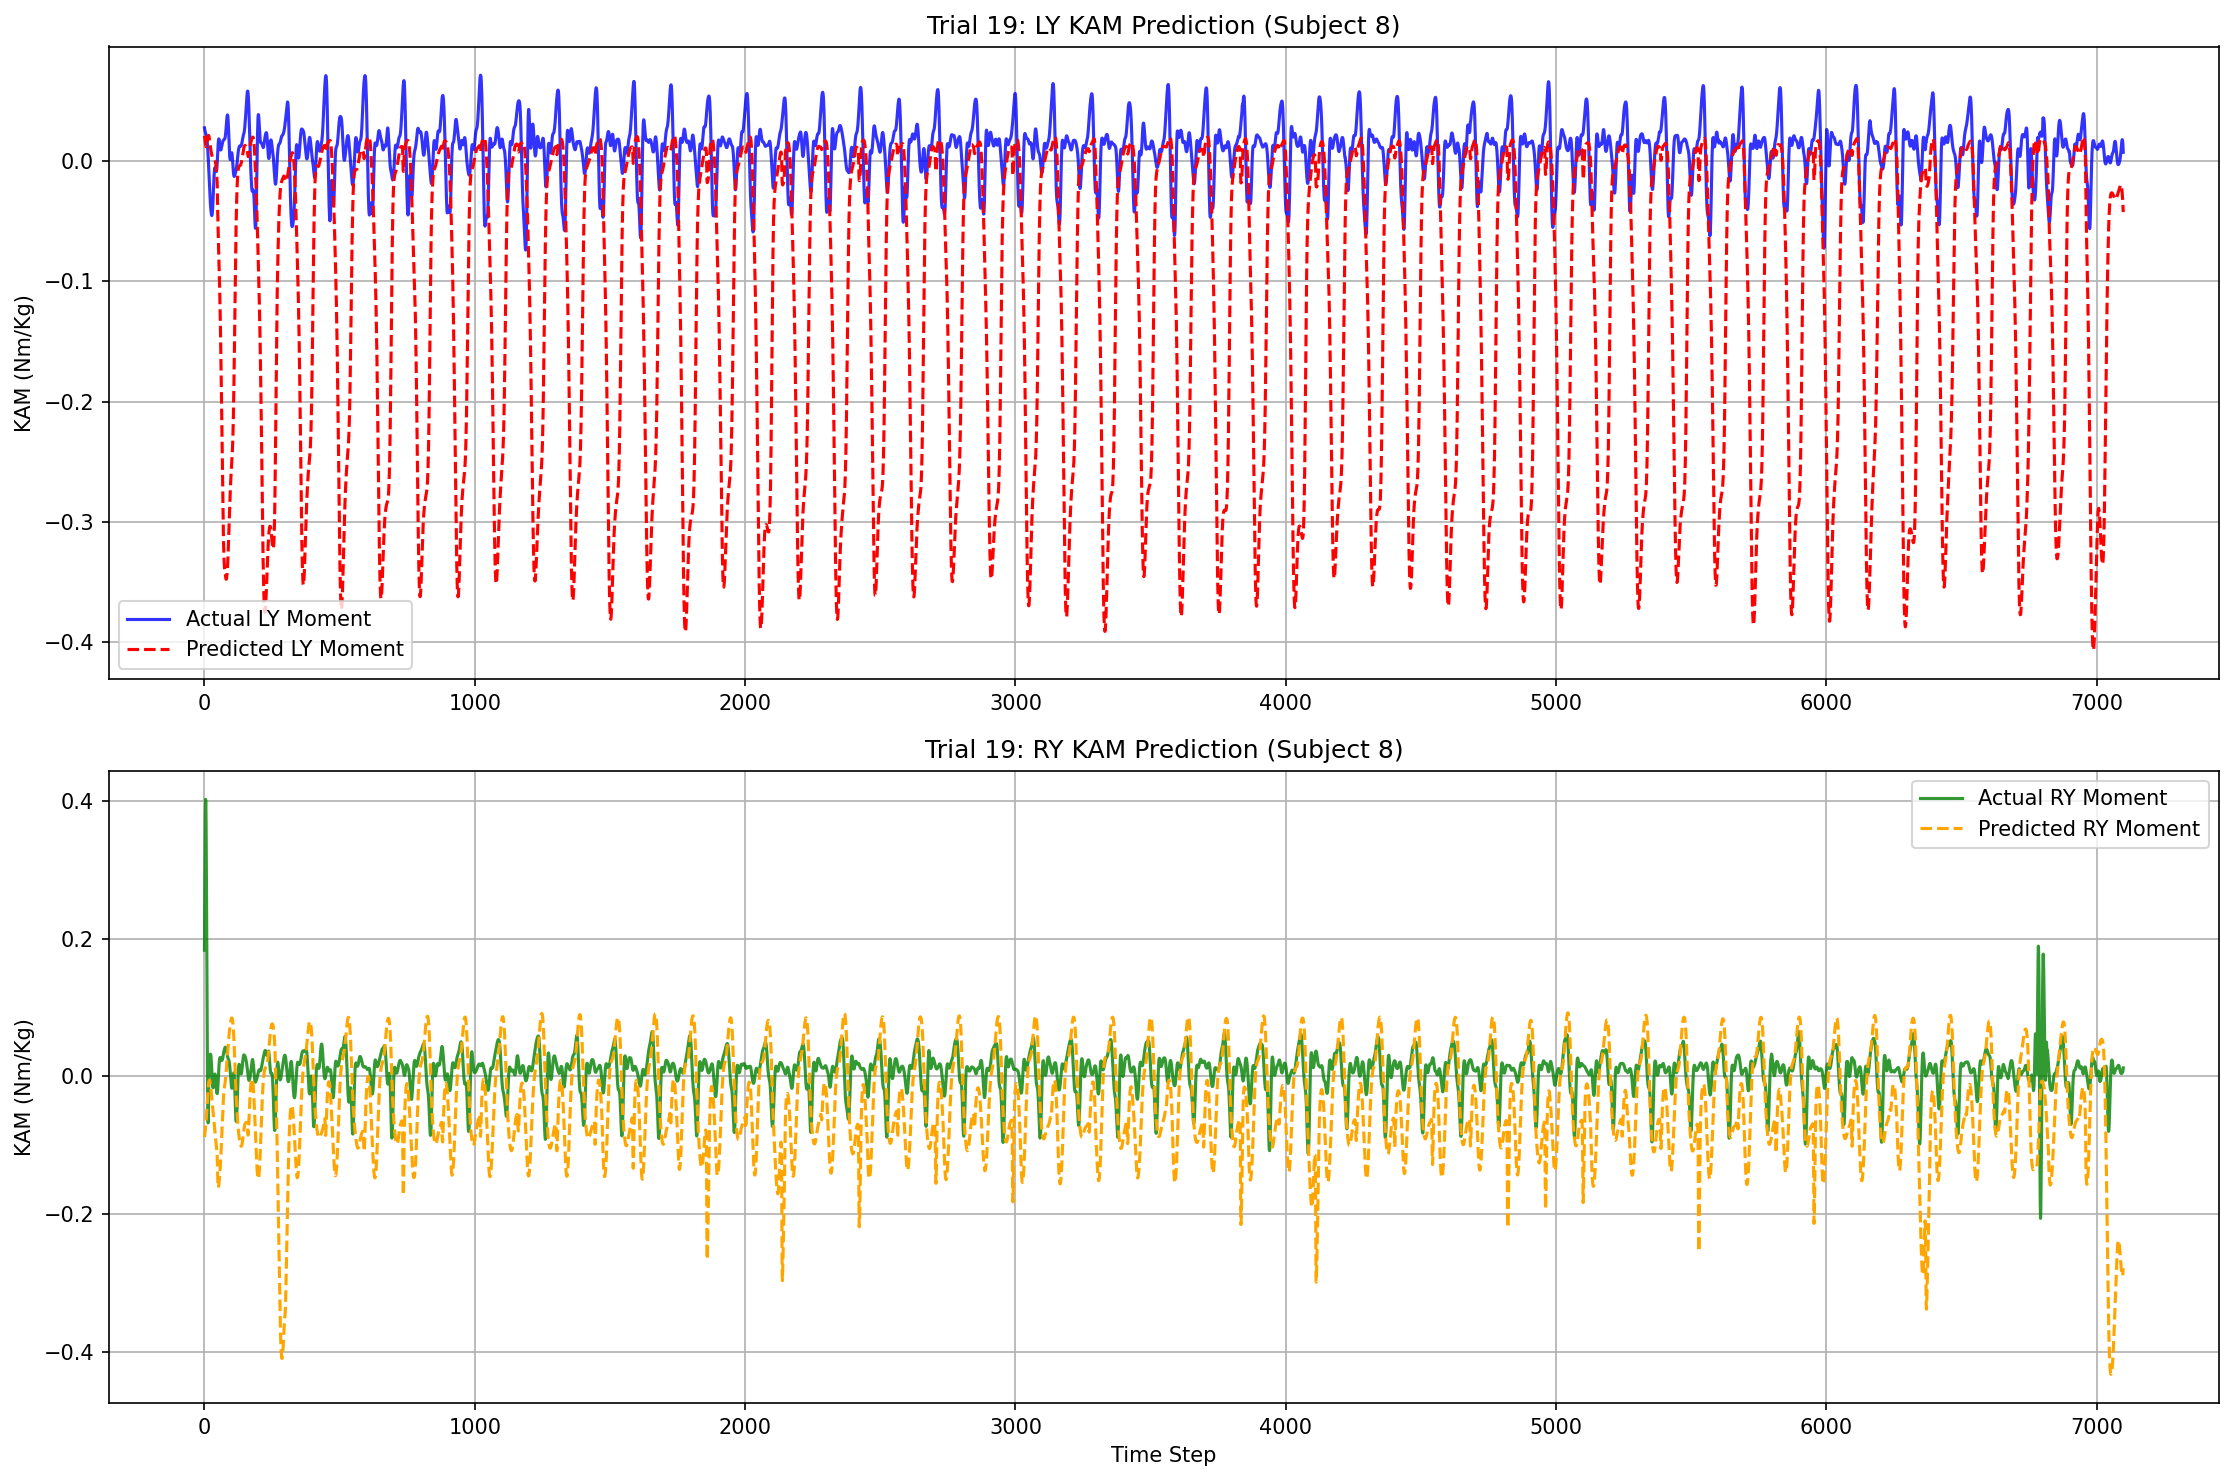 Trial 19: LY KAM Prediction (Subject 8)
KAM (Nm/Kg)
0.0
−0.1
−0.2
−0.3
−0.4
Actual LY Moment
Predicted LY Moment
0 1000 2000 3000 4000 5000 6000 7000
Trial 19: RY KAM Prediction (Subject 8)
KAM (Nm/Kg)
0.4
0.2
0.0
−0.2
−0.4
Actual RY Moment
Predicted RY Moment
0 1000 2000 3000 4000 5000 6000 7000
Time Step